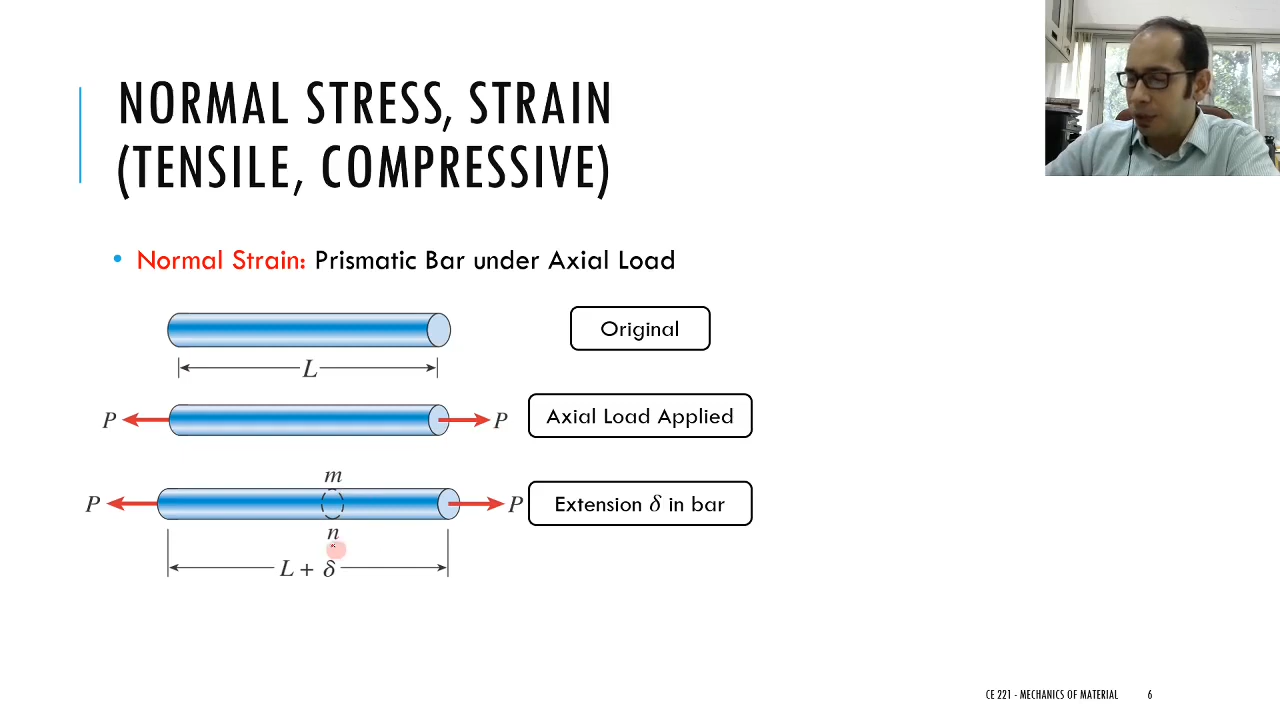 NORMAL STRESS, STRAIN
(TENSILE, COMPRESSIVE)
• Normal Strain: Prismatic Bar under Axial Load
Original
L
P
P
Axial Load Applied
m
P
P
Extension δ in bar
n
L + δ
CE 221 - MECHANICS OF MATERIAL 6